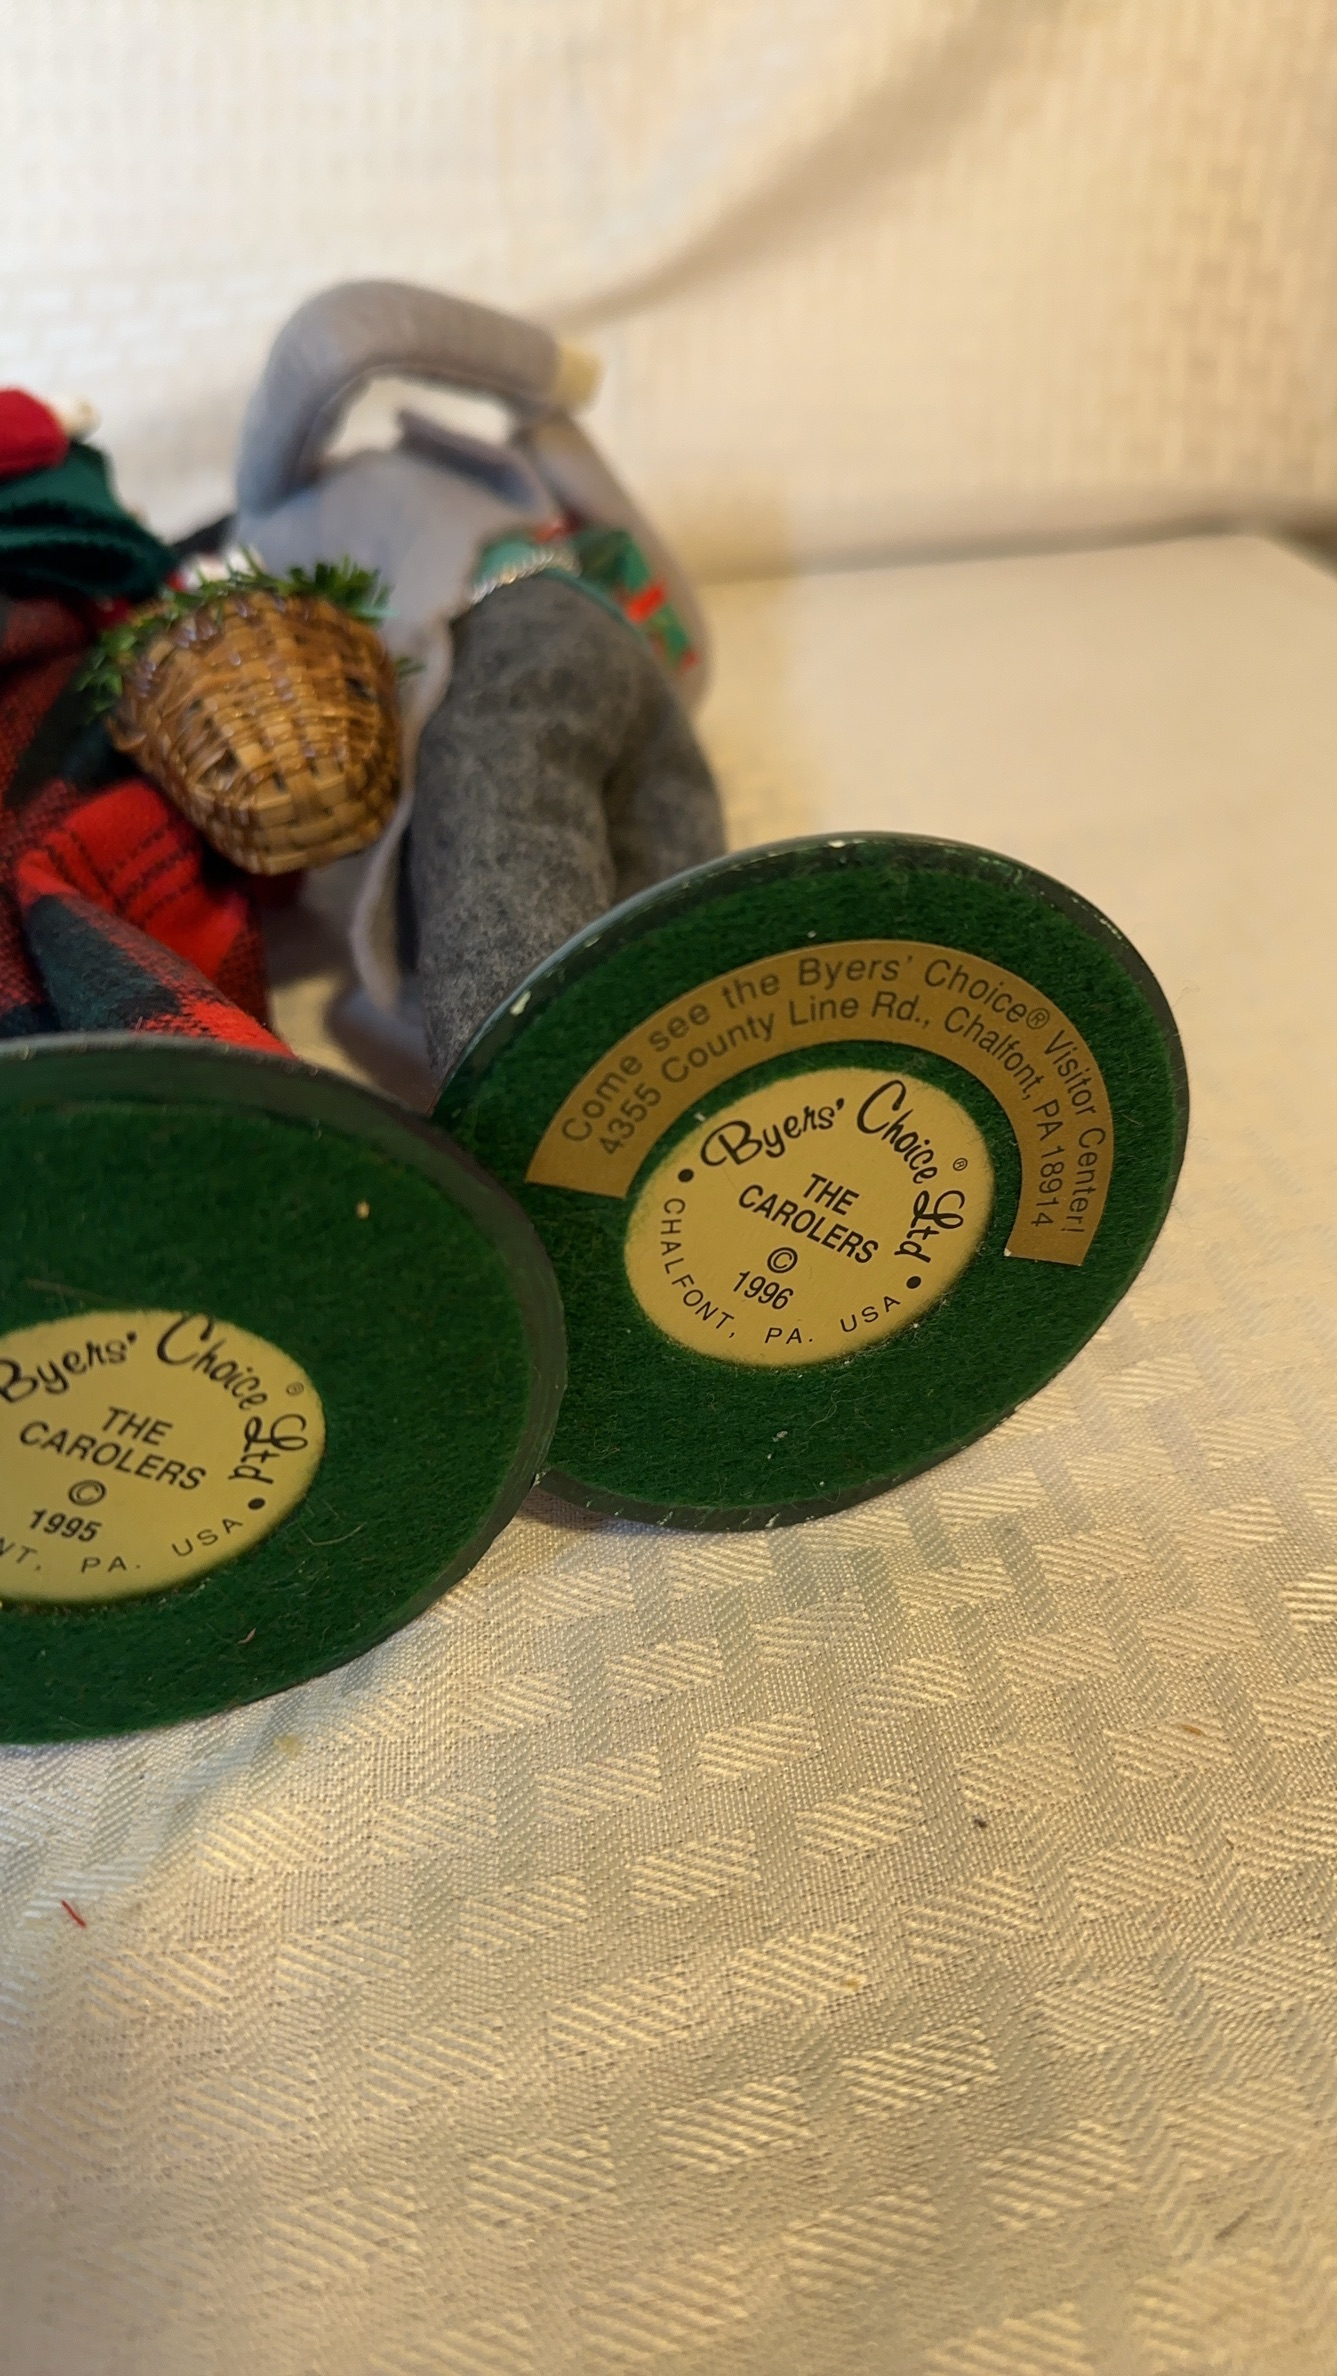 Come see the Byers' Choice® Visitor Center!
4355 County Line Rd., Chalfont, PA 18914
Byers' Choice Ltd®
THE
CAROLERS
©
1996
• CHALFONT, PA. USA •
Byers' Choice Ltd®
THE
CAROLERS
©
1995
NT, PA. USA •